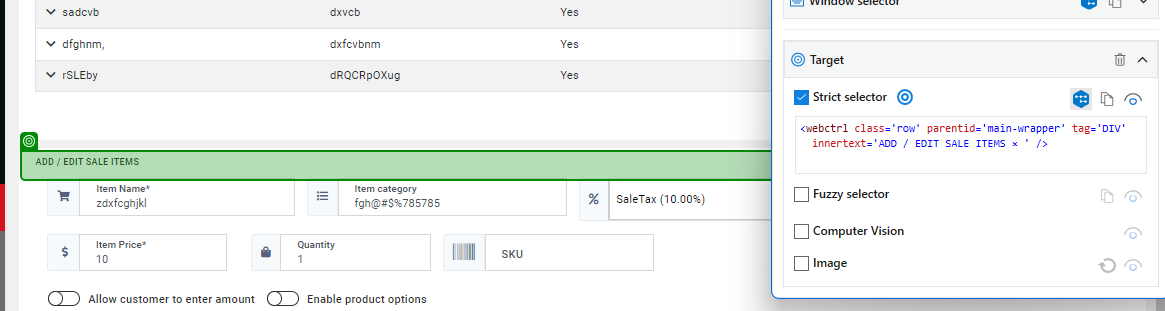 sadcvb dxvcb Yes
dfghnm, dxfcvbnm Yes
rSLEby dRQCRpOXug Yes
ADD / EDIT SALE ITEMS
Item Name*
zdxfcghjkl
Item category
fgh@#$%785785
% SaleTax (10.00%)
$ Item Price*
10
Quantity
1
SKU
Allow customer to enter amount Enable product options
Window selector
Target
Strict selector
<webctrl class='row' parentid='main-wrapper' tag='DIV'
innertext='ADD / EDIT SALE ITEMS × ' />
Fuzzy selector
Computer Vision
Image